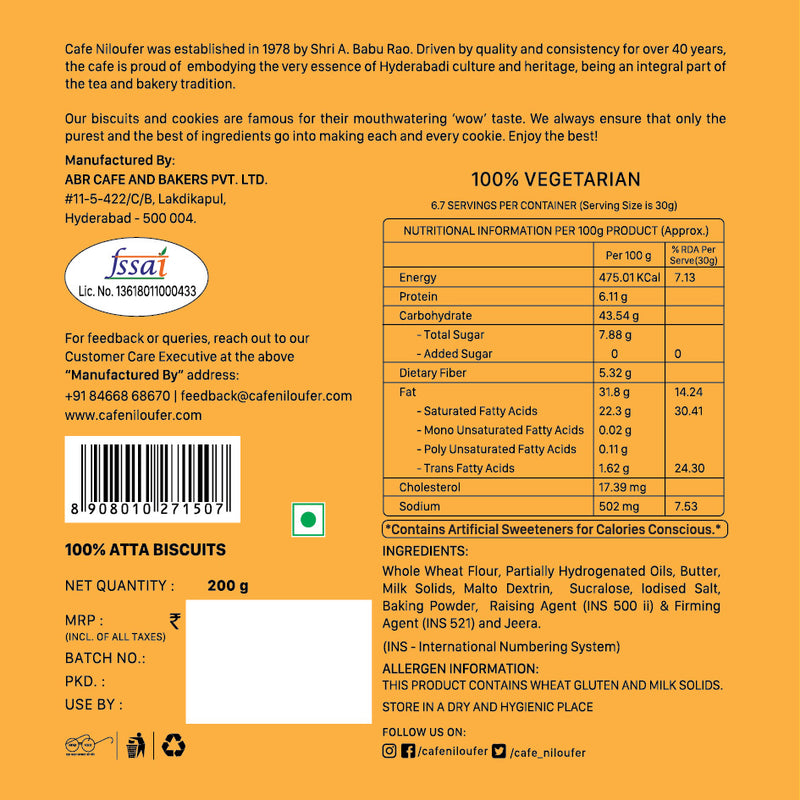 Cafe Niloufer was established in 1978 by Shri A. Babu Rao. Driven by quality and consistency for over 40 years,
the cafe is proud of embodying the very essence of Hyderabadi culture and heritage, being an integral part of
the tea and bakery tradition.
Our biscuits and cookies are famous for their mouthwatering ‘wow’ taste. We always ensure that only the
purest and the best of ingredients go into making each and every cookie. Enjoy the best!
Manufactured By:
ABR CAFE AND BAKERS PVT. LTD.
#11-5-422/C/B, Lakdikapul,
Hyderabad - 500 004.
fssai
Lic. No. 13618011000433
For feedback or queries, reach out to our
Customer Care Executive at the above
“Manufactured By” address:
+91 84668 68670 | feedback@cafeniloufer.com
www.cafeniloufer.com
8 908010 271507
100% ATTA BISCUITS
NET QUANTITY : 200 g
MRP : ₹
(INCL. OF ALL TAXES)
BATCH NO.:
PKD. :
USE BY :
100% VEGETARIAN
6.7 SERVINGS PER CONTAINER (Serving Size is 30g)
NUTRITIONAL INFORMATION PER 100g PRODUCT (Approx.)
Per 100 g % RDA Per
Serve(30g)
Energy 475.01 KCal 7.13
Protein 6.11 g
Carbohydrate 43.54 g
- Total Sugar 7.88 g
- Added Sugar 0 0
Dietary Fiber 5.32 g
Fat 31.8 g 14.24
- Saturated Fatty Acids 22.3 g 30.41
- Mono Unsaturated Fatty Acids 0.02 g
- Poly Unsaturated Fatty Acids 0.11 g
- Trans Fatty Acids 1.62 g 24.30
Cholesterol 17.39 mg
Sodium 502 mg 7.53
*Contains Artificial Sweeteners for Calories Conscious.*
INGREDIENTS:
Whole Wheat Flour, Partially Hydrogenated Oils, Butter,
Milk Solids, Malto Dextrin, Sucralose, Iodised Salt,
Baking Powder, Raising Agent (INS 500 ii) & Firming
Agent (INS 521) and Jeera.
(INS - International Numbering System)
ALLERGEN INFORMATION:
THIS PRODUCT CONTAINS WHEAT GLUTEN AND MILK SOLIDS.
STORE IN A DRY AND HYGIENIC PLACE
FOLLOW US ON:
/cafeniloufer /cafe_niloufer